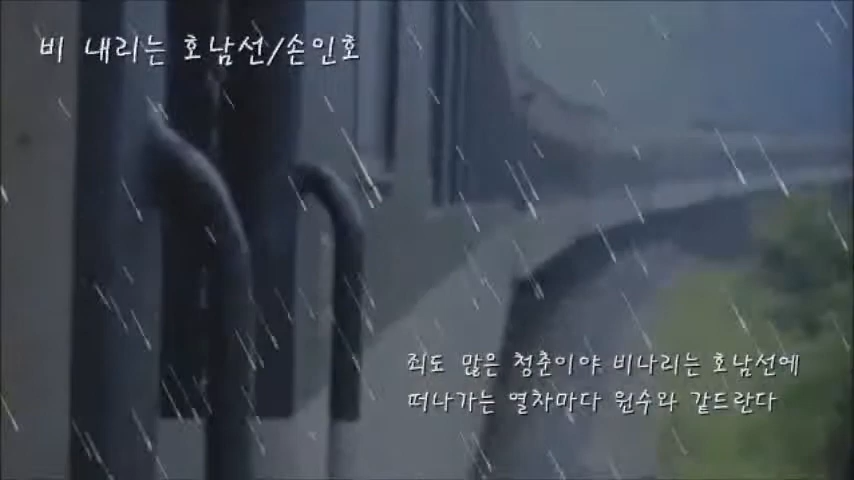 비 내리는 호남선/손인호
죄도 많은 청춘이야 비나리는 호남선에
떠나가는 열차마다 원수와 같드란다